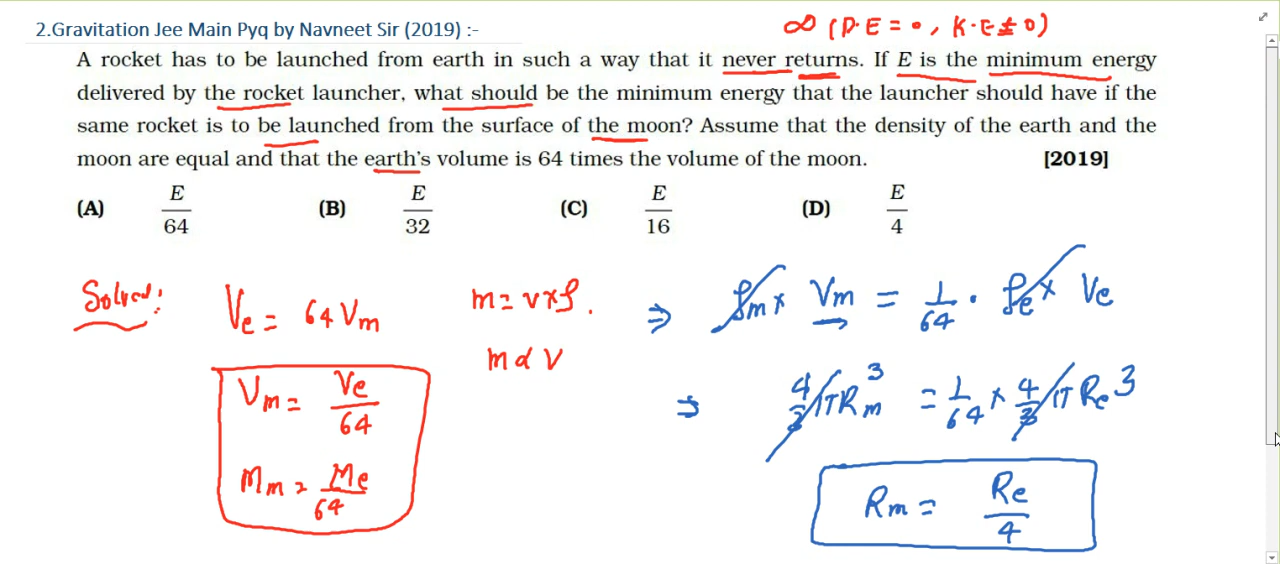 2.Gravitation Jee Main Pyq by Navneet Sir (2019) :-
∞ (P.E = 0, K.E ≠ 0)
A rocket has to be launched from earth in such a way that it never returns. If E is the minimum energy
delivered by the rocket launcher, what should be the minimum energy that the launcher should have if the
same rocket is to be launched from the surface of the moon? Assume that the density of the earth and the
moon are equal and that the earth's volume is 64 times the volume of the moon. [2019]
(A) E/64 (B) E/32 (C) E/16 (D) E/4
Solved:
Ve = 64 Vm
Vm = Ve/64
Mm = Me/64
m = v×ρ.
m ∝ V
⇒ ρm × Vm = 1/64 . ρe × Ve
⇒ 4/3 π Rm³ = 1/64 × 4/3 π Re³
Rm = Re/4